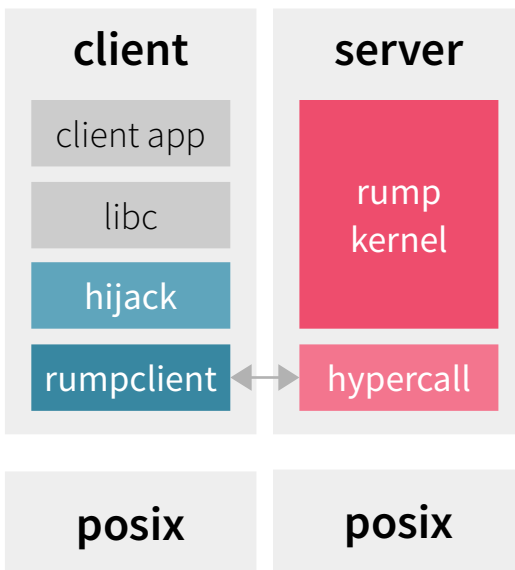 client
client app
libc
hijack
rumpclient
server
rump
kernel
hypercall
posix
posix